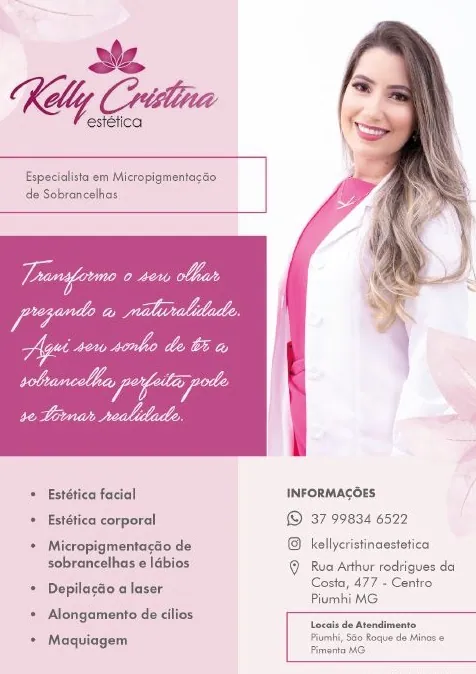 Kelly Cristina
estética
Especialista em Micropigmentação
de Sobrancelhas
Transformo o seu olhar
prezando a naturalidade.
Aqui seu sonho de ter a
sobrancelha perfeita pode
se tornar realidade.
• Estética facial
• Estética corporal
• Micropigmentação de
sobrancelhas e lábios
• Depilação a laser
• Alongamento de cílios
• Maquiagem
INFORMAÇÕES
37 99834 6522
kellycristinaestetica
Rua Arthur rodrigues da
Costa, 477 - Centro
Piumhi MG
Locais de Atendimento
Piumhi, São Roque de Minas e
Pimenta MG